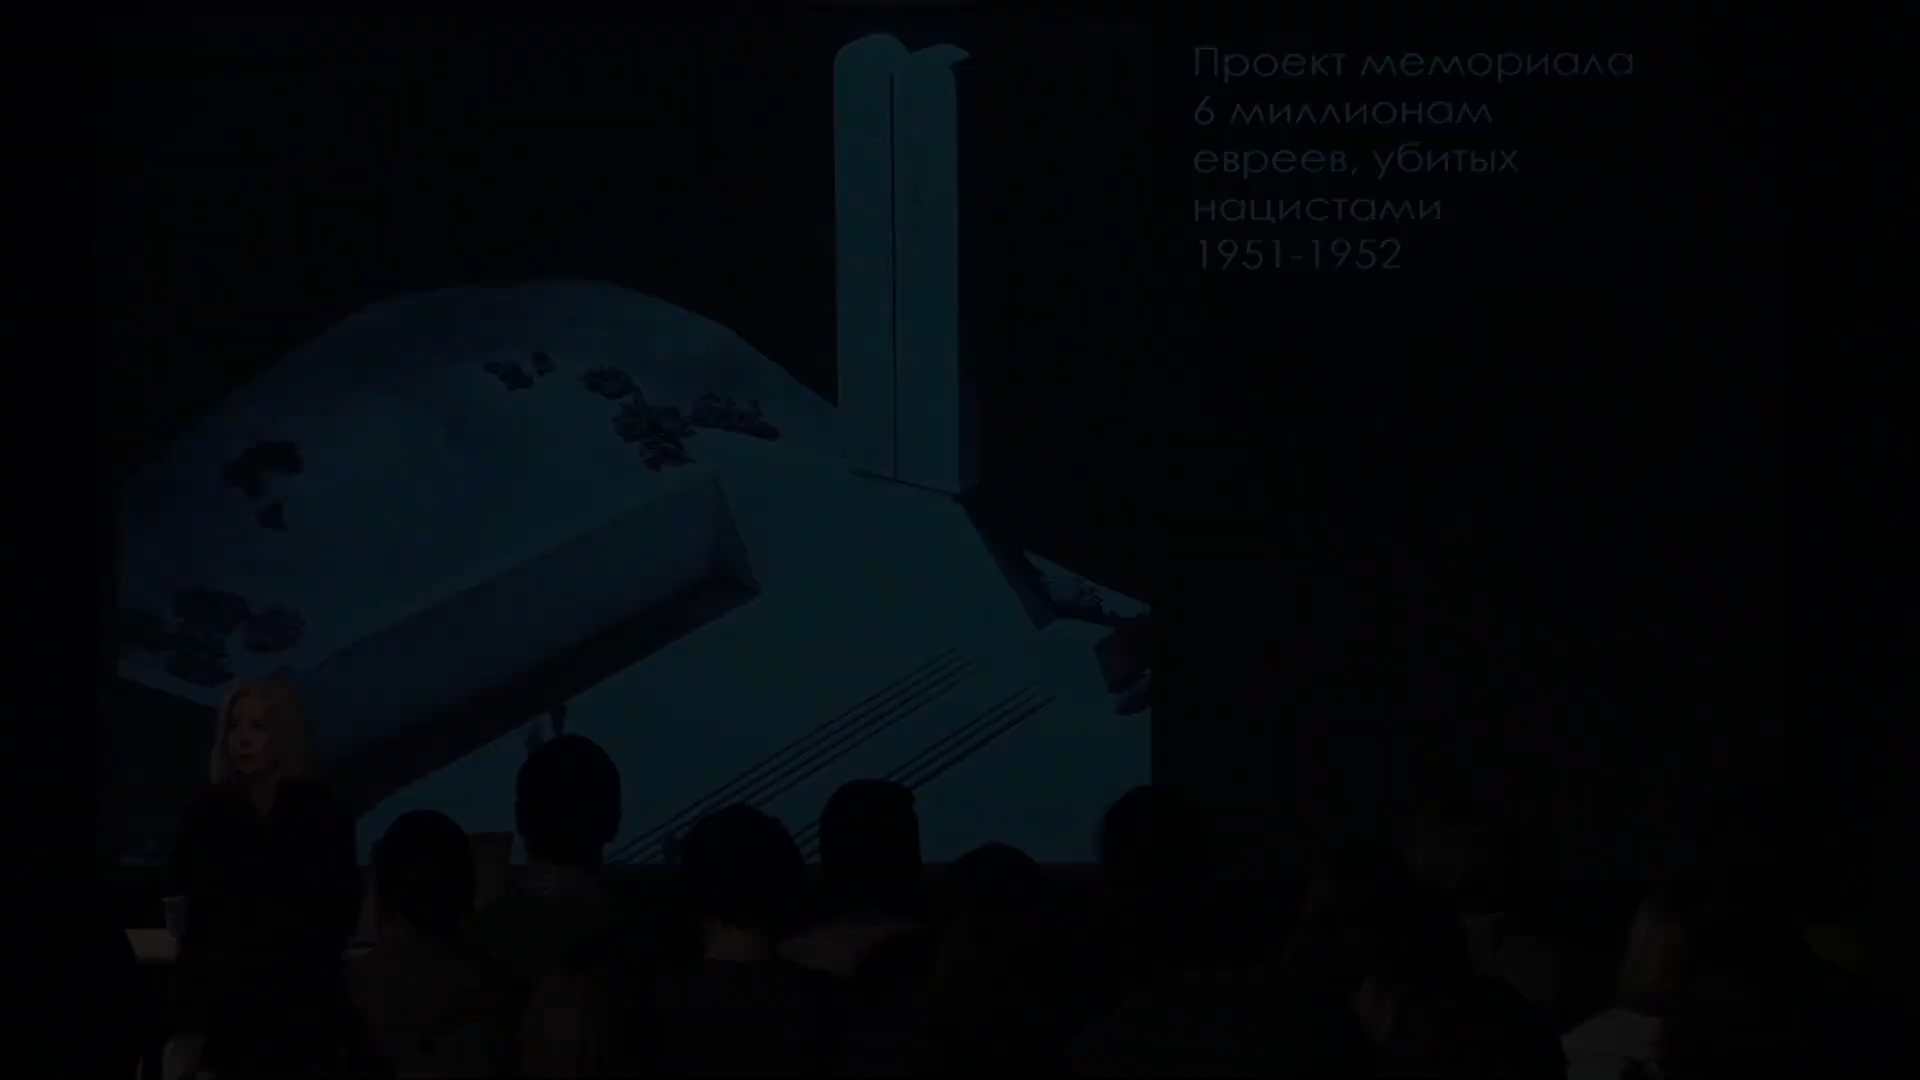 Проект мемориала
6 миллионам
евреев, убитых
нацистами
1951-1952